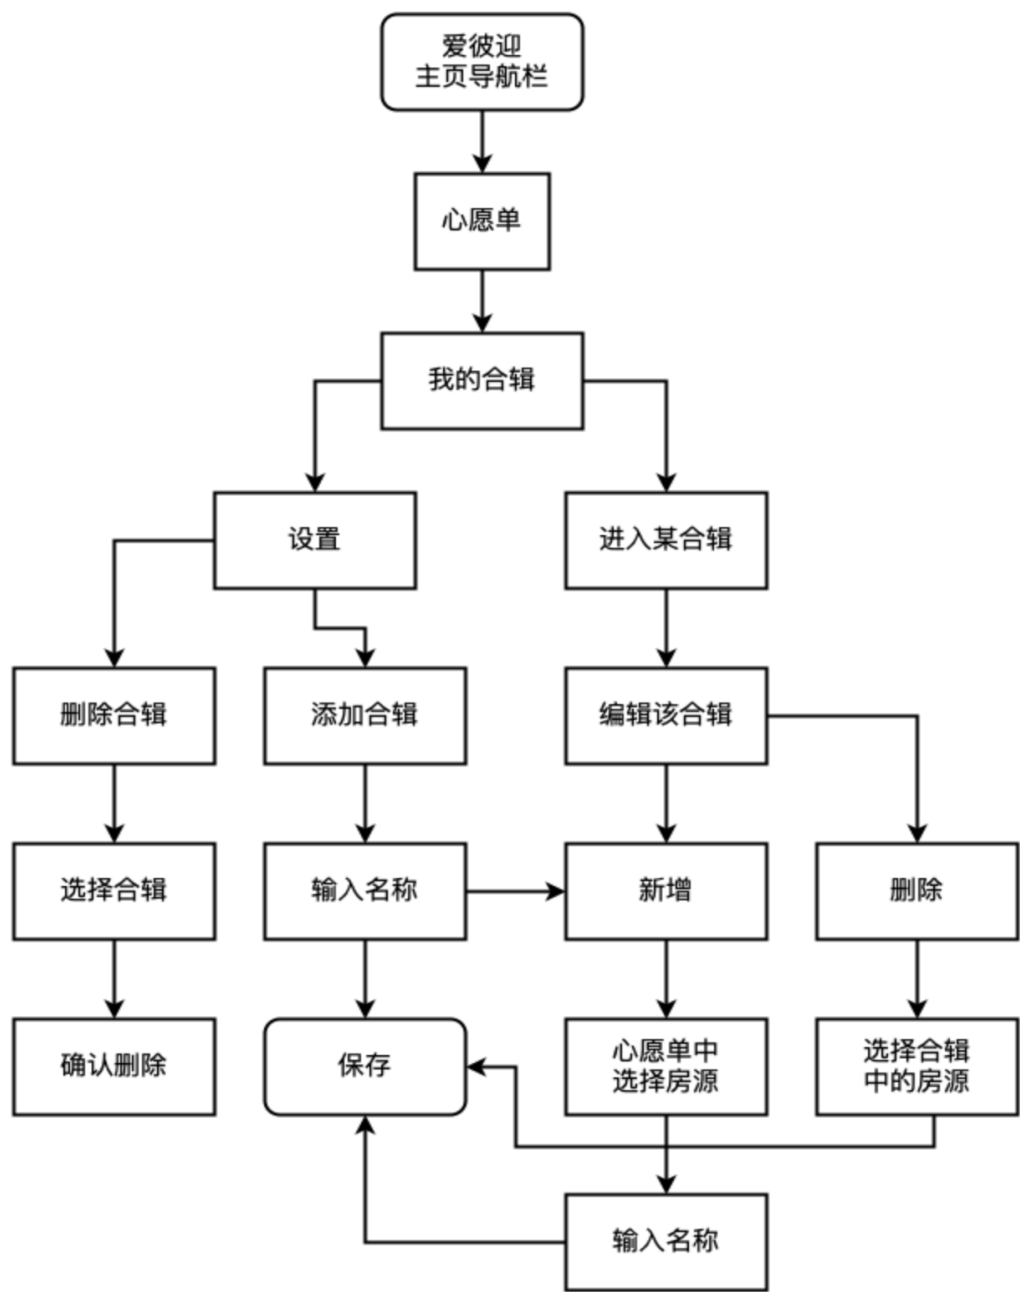 爱彼迎
主页导航栏
心愿单
我的合辑
设置
进入某合辑
删除合辑
添加合辑
编辑该合辑
选择合辑
输入名称
新增
删除
确认删除
保存
心愿单中
选择房源
选择合辑
中的房源
输入名称